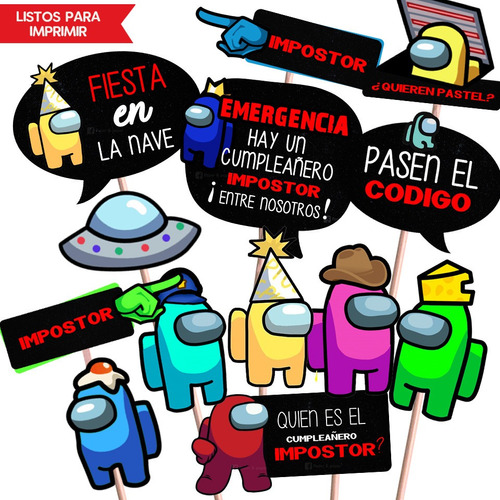 LISTOS PARA
IMPRIMIR
IMPOSTOR
¿QUIEREN PASTEL?
FIESTA
en
LA NAVE
EMERGENCIA
HAY UN
CUMPLEAÑERO
IMPOSTOR
¡ENTRE NOSOTROS!
PASEN EL
CODIGO
IMPOSTOR
QUIEN ES EL
CUMPLEAÑERO
IMPOSTOR?